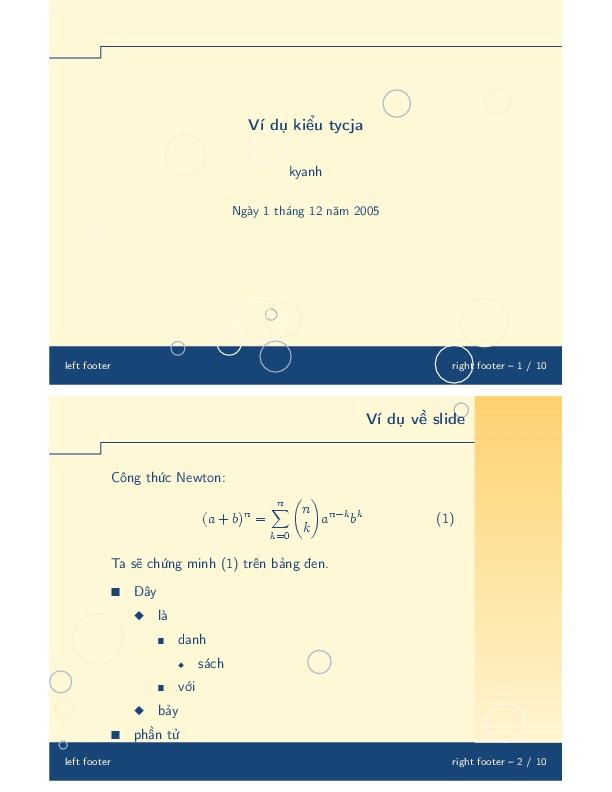 Ví dụ kiểu tycja
kyanh
Ngày 1 tháng 12 năm 2005
left footer
right footer – 1 / 10
Ví dụ về slide
Công thức Newton:
(a + b)^n = \sum_{k=0}^{n} \binom{n}{k} a^{n−k} b^k (1)
Ta sẽ chứng minh (1) trên bảng đen.
■ Đây
◆ là
■ danh
◆ sách
■ với
◆ bảy
■ phần tử
left footer
right footer – 2 / 10